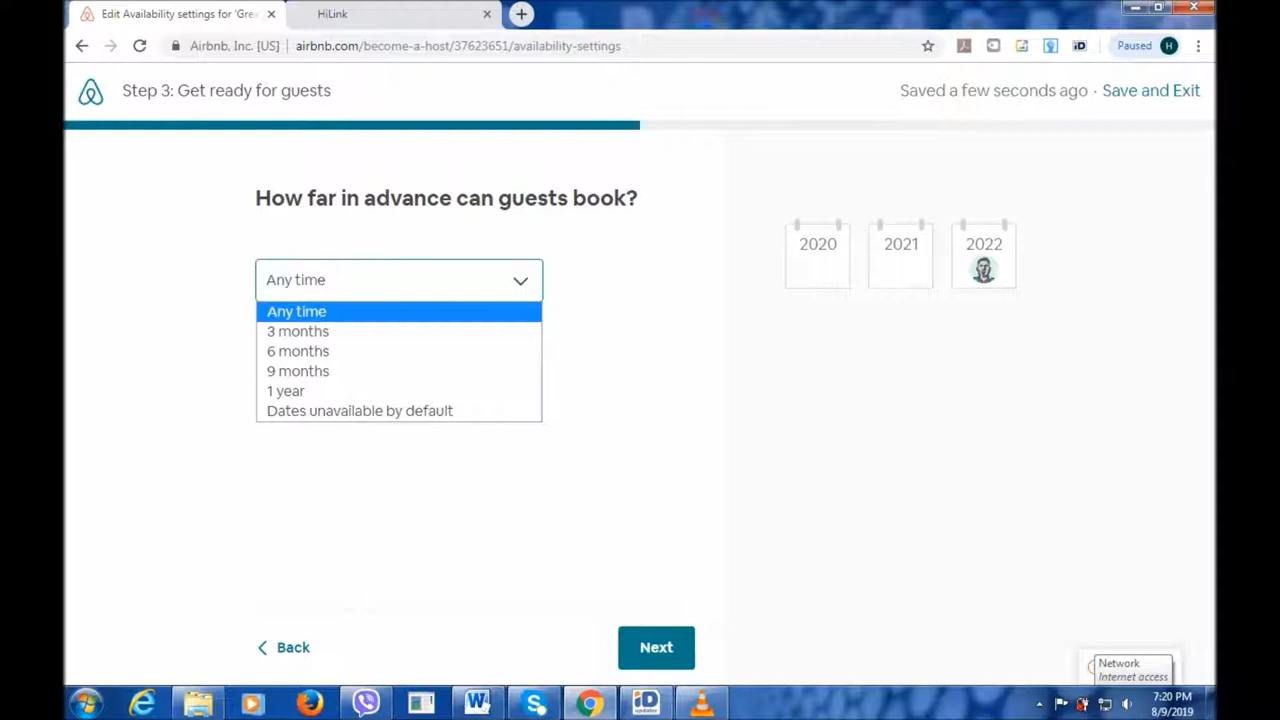 Edit Availability settings for 'Gre
HiLink
Airbnb, Inc. [US]
airbnb.com/become-a-host/37623651/availability-settings
iD
Paused
H
Step 3: Get ready for guests
Saved a few seconds ago · Save and Exit
How far in advance can guests book?
2020
2021
2022
Any time
Any time
3 months
6 months
9 months
1 year
Dates unavailable by default
Back
Next
Network
Internet access
W
S
iD
updater
7:20 PM
8/9/2019